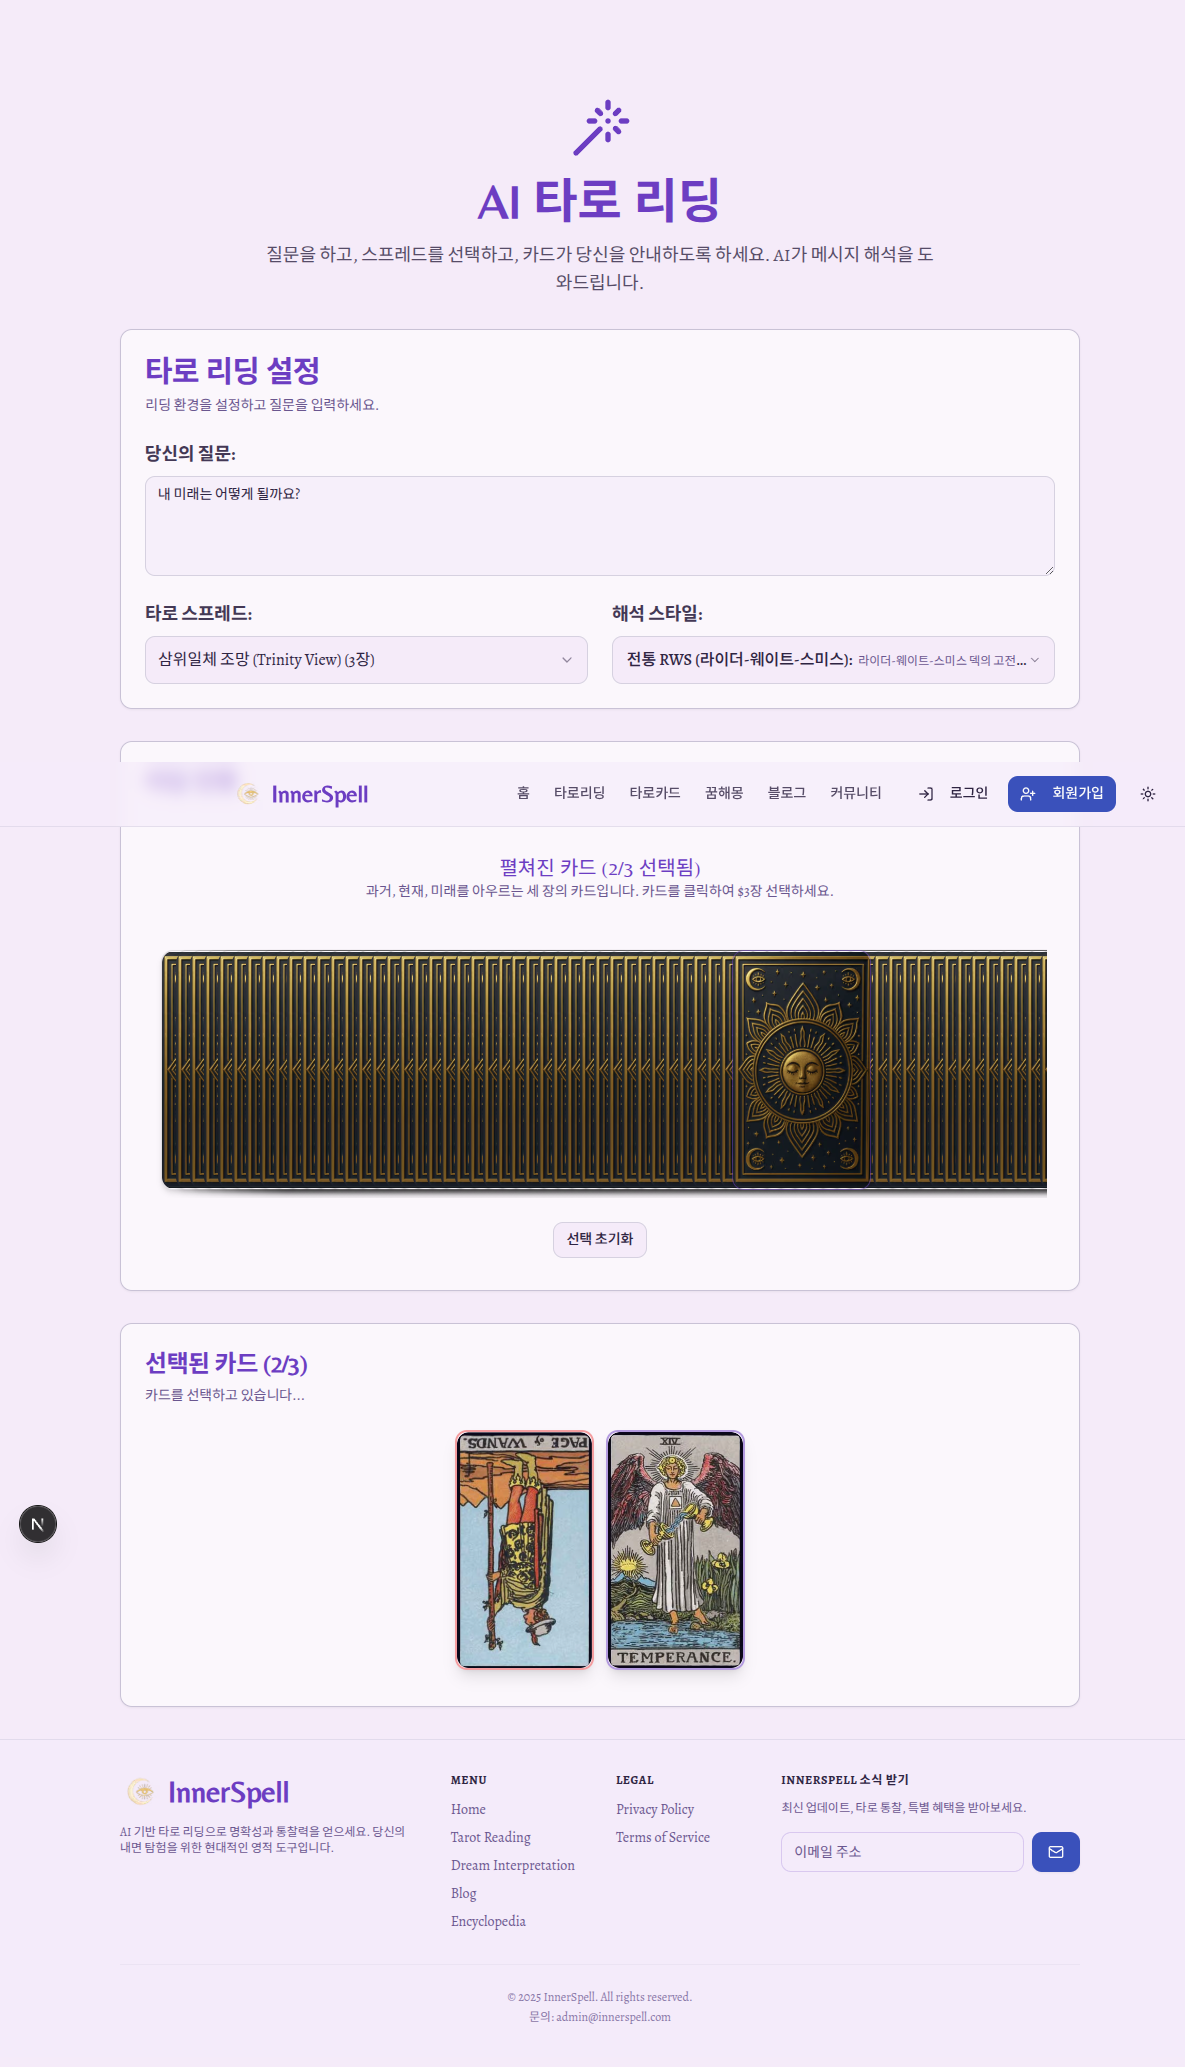 AI 타로 리딩
질문을 하고, 스프레드를 선택하고, 카드가 당신을 안내하도록 하세요. AI가 메시지 해석을 도
와드립니다.
타로 리딩 설정
리딩 환경을 설정하고 질문을 입력하세요.
당신의 질문:
내 미래는 어떻게 될까요?
타로 스프레드:
해석 스타일:
삼위일체 조망 (Trinity View) (3장)
전통 RWS (라이더-웨이트-스미스): 라이더-웨이트-스미스 덱의 고전...
InnerSpell
홈 타로리딩 타로카드 꿈해몽 블로그 커뮤니티 로그인 회원가입
펼쳐진 카드 (2/3 선택됨)
과거, 현재, 미래를 아우르는 세 장의 카드입니다. 카드를 클릭하여 $3장 선택하세요.
선택 초기화
선택된 카드 (2/3)
카드를 선택하고 있습니다...
PAGE of WANDS.
XIV
TEMPERANCE.
N
InnerSpell
AI 기반 타로 리딩으로 명확성과 통찰력을 얻으세요. 당신의
내면 탐험을 위한 현대적인 영적 도구입니다.
MENU
Home
Tarot Reading
Dream Interpretation
Blog
Encyclopedia
LEGAL
Privacy Policy
Terms of Service
INNERSPELL 소식 받기
최신 업데이트, 타로 통찰, 특별 혜택을 받아보세요.
이메일 주소
© 2025 InnerSpell. All rights reserved.
문의: admin@innerspell.com